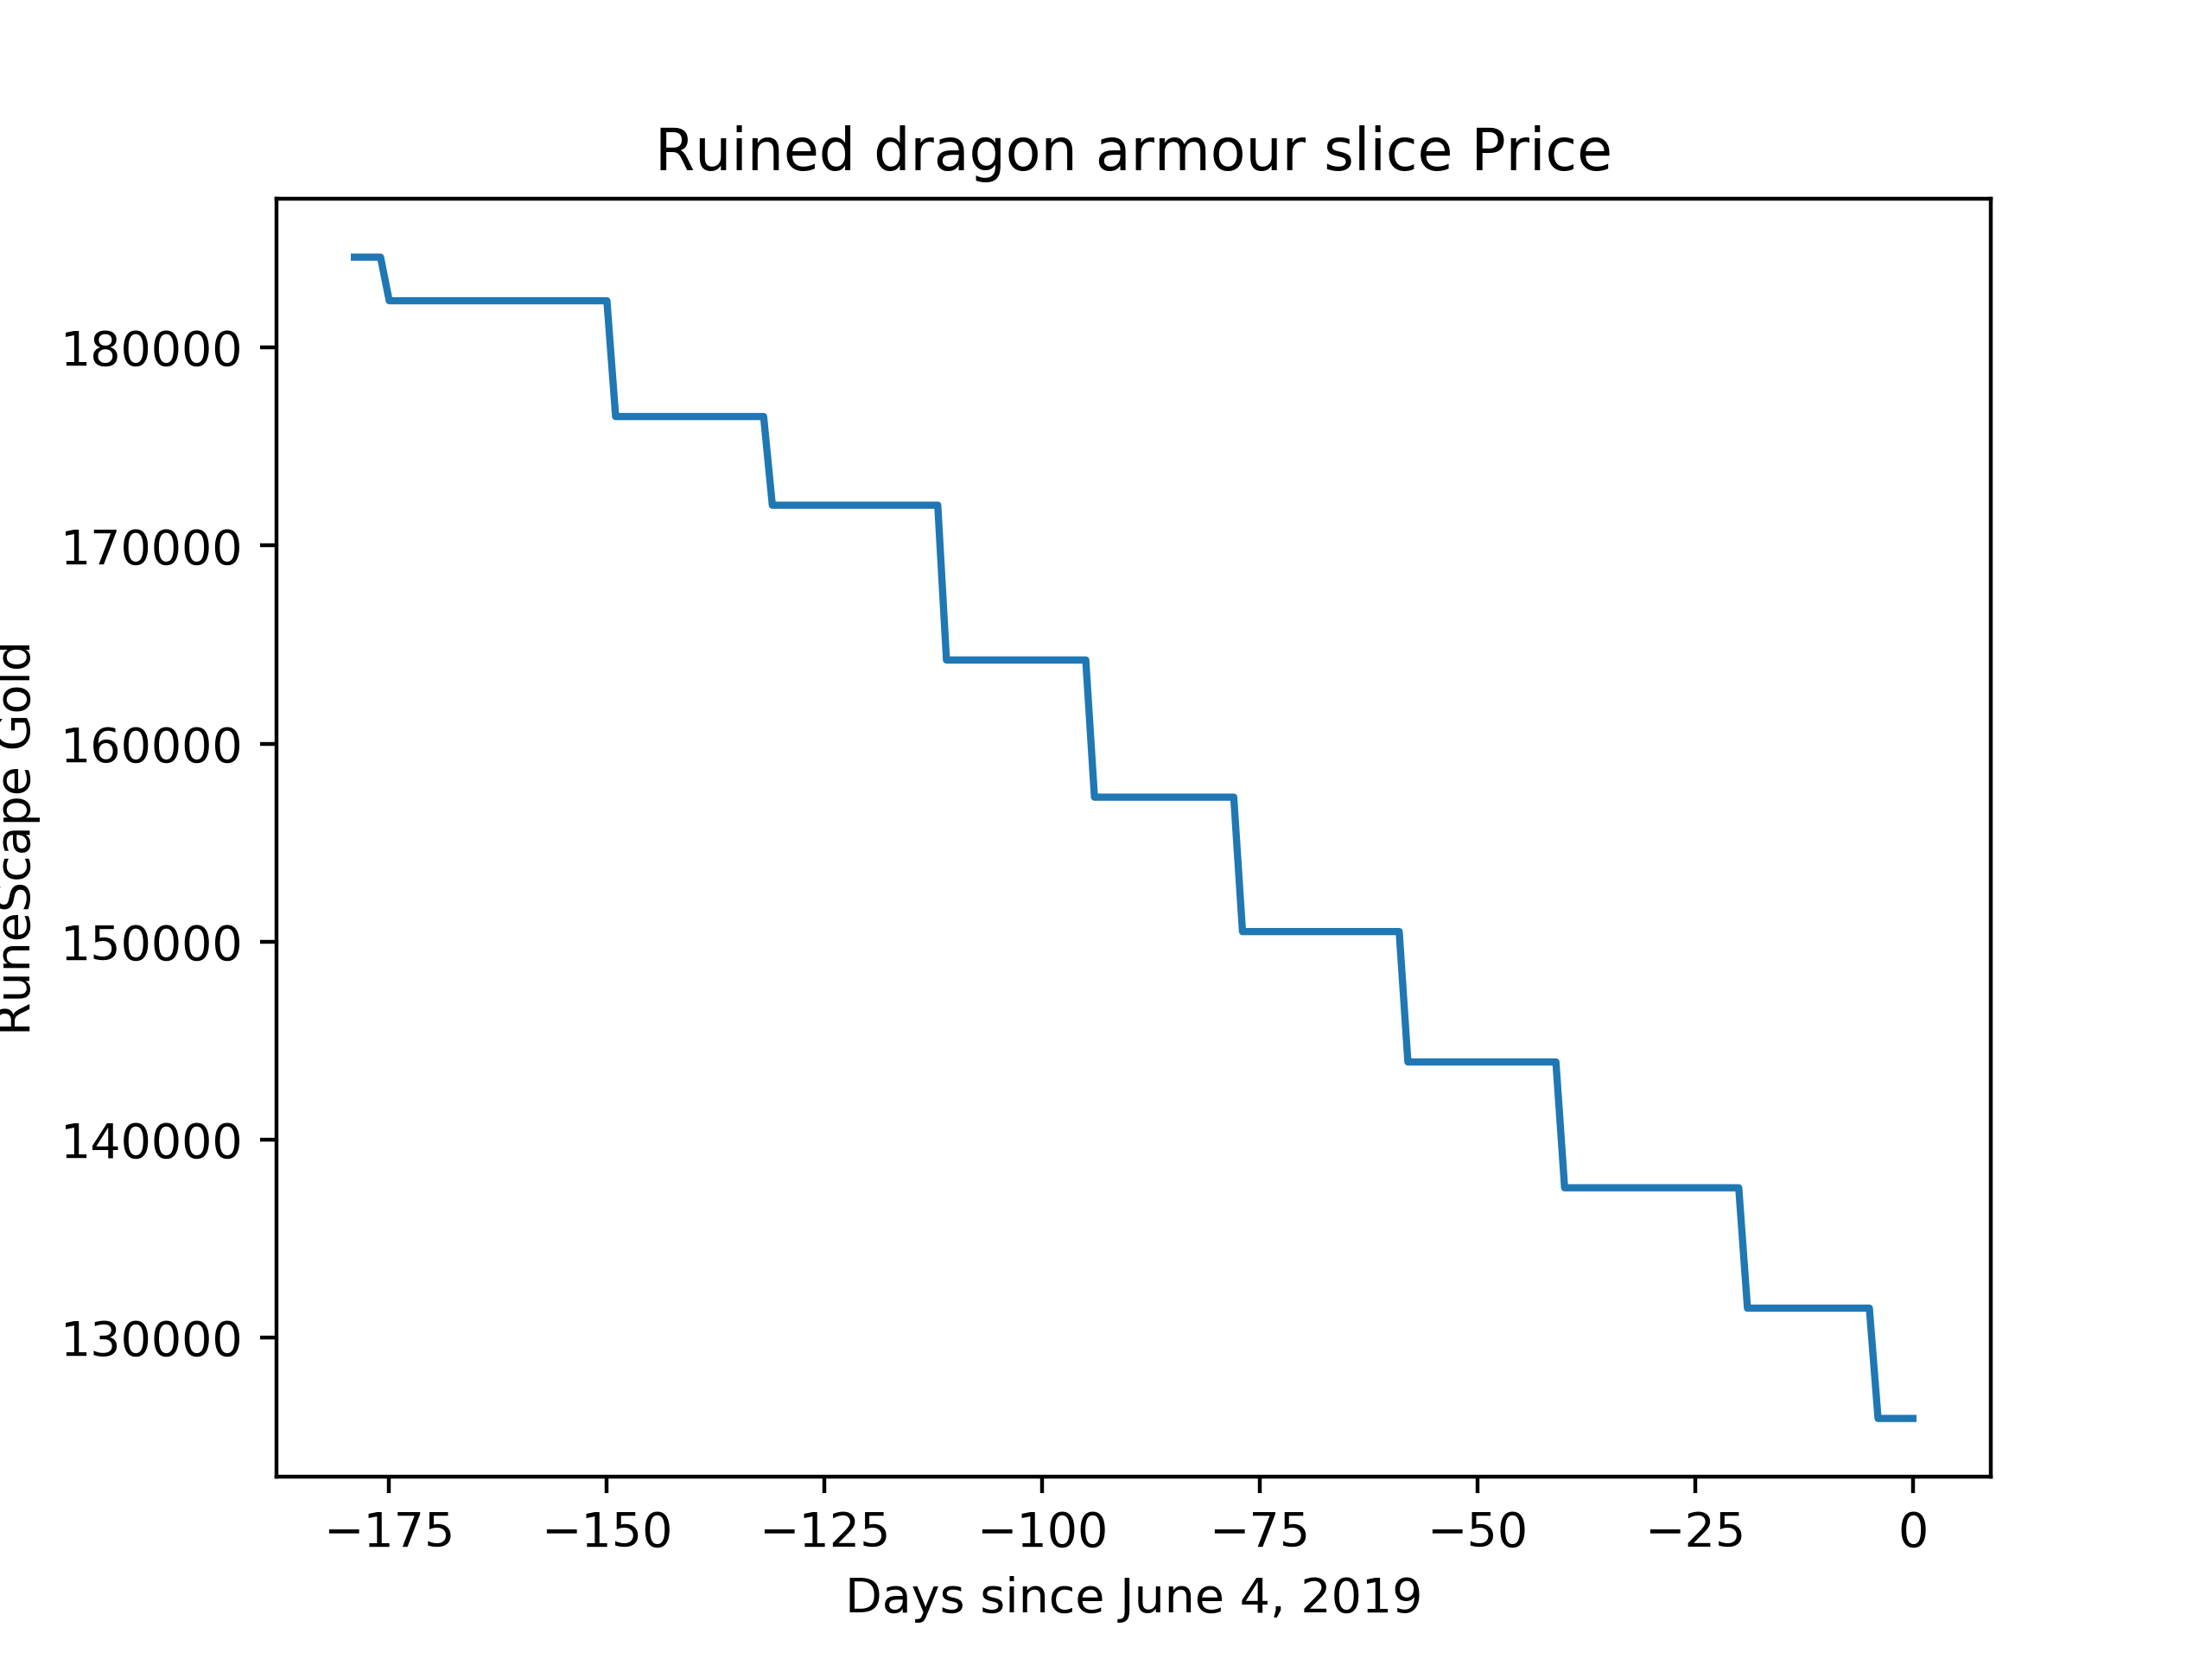 Ruined dragon armour slice Price
RuneScape Gold
180000
170000
160000
150000
140000
130000
−175 −150 −125 −100 −75 −50 −25 0
Days since June 4, 2019